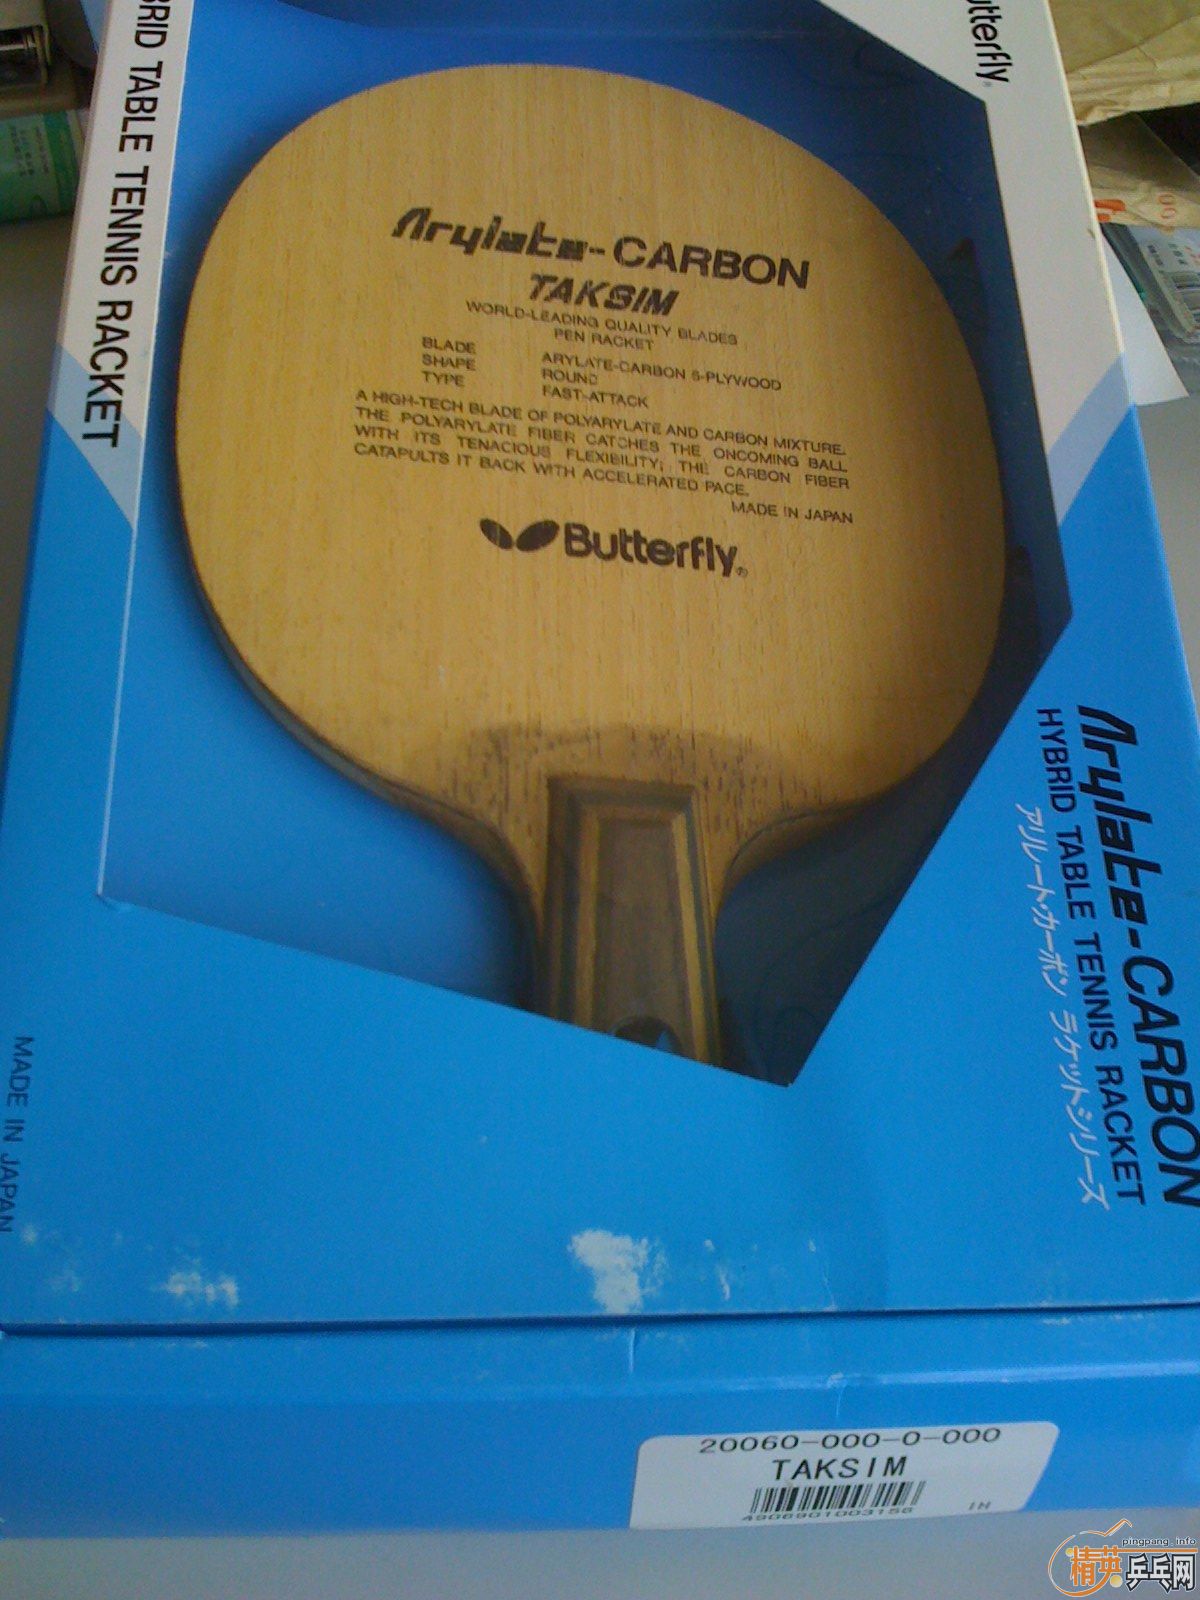 BRID TABLE TENNIS RACKET
utterfly
Arylate-CARBON
TAKSIM
WORLD-LEADING QUALITY BLADES
PEN RACKET
BLADE ARYLATE-CARBON 5-PLYWOOD
SHAPE ROUND
TYPE FAST-ATTACK
A HIGH-TECH BLADE OF POLYARYLATE AND CARBON MIXTURE.
THE POLYARYLATE FIBER CATCHES THE ONCOMING BALL
WITH ITS TENACIOUS FLEXIBILITY; THE CARBON FIBER
CATAPULTS IT BACK WITH ACCELERATED PACE.
MADE IN JAPAN
Butterfly®
Arylate-CARBON
HYBRID TABLE TENNIS RACKET
アリレート・カーボン ラケットシリーズ
MADE IN JAPAN
20060-000-0-000
TAKSIM
4906901003156
IN
pingpang.info
精英乒乓网